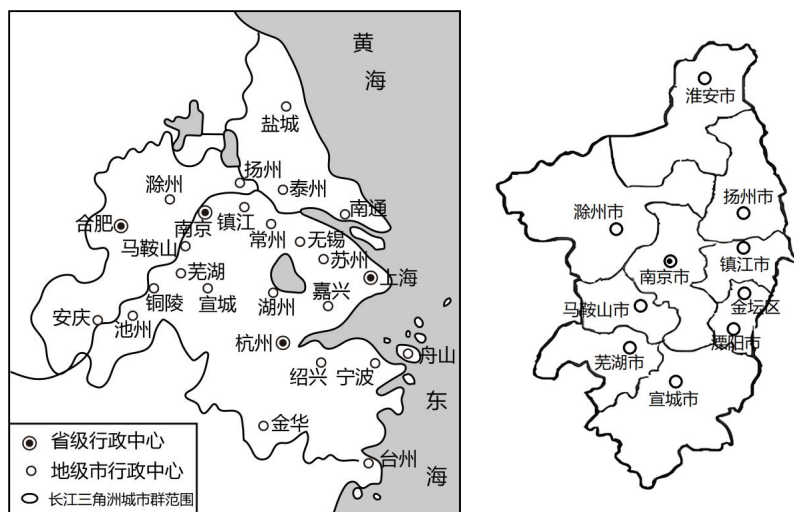 黄
海
盐城
扬州
泰州
滁州
南京
镇江
南通
合肥
常州
无锡
马鞍山
苏州
上海
芜湖
铜陵
宣城
湖州
嘉兴
安庆
池州
杭州
舟山
绍兴
宁波
东
海
金华
台州
省级行政中心
地级市行政中心
长江三角洲城市群范围
淮安市
扬州市
滁州市
南京市
镇江市
金坛区
马鞍山市
溧阳市
芜湖市
宣城市